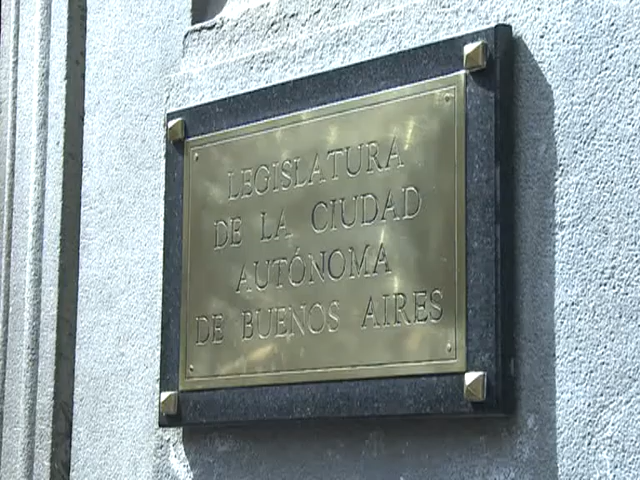 LEGISLATURA
DE LA CIUDAD
AUTÓNOMA
DE BUENOS AIRES